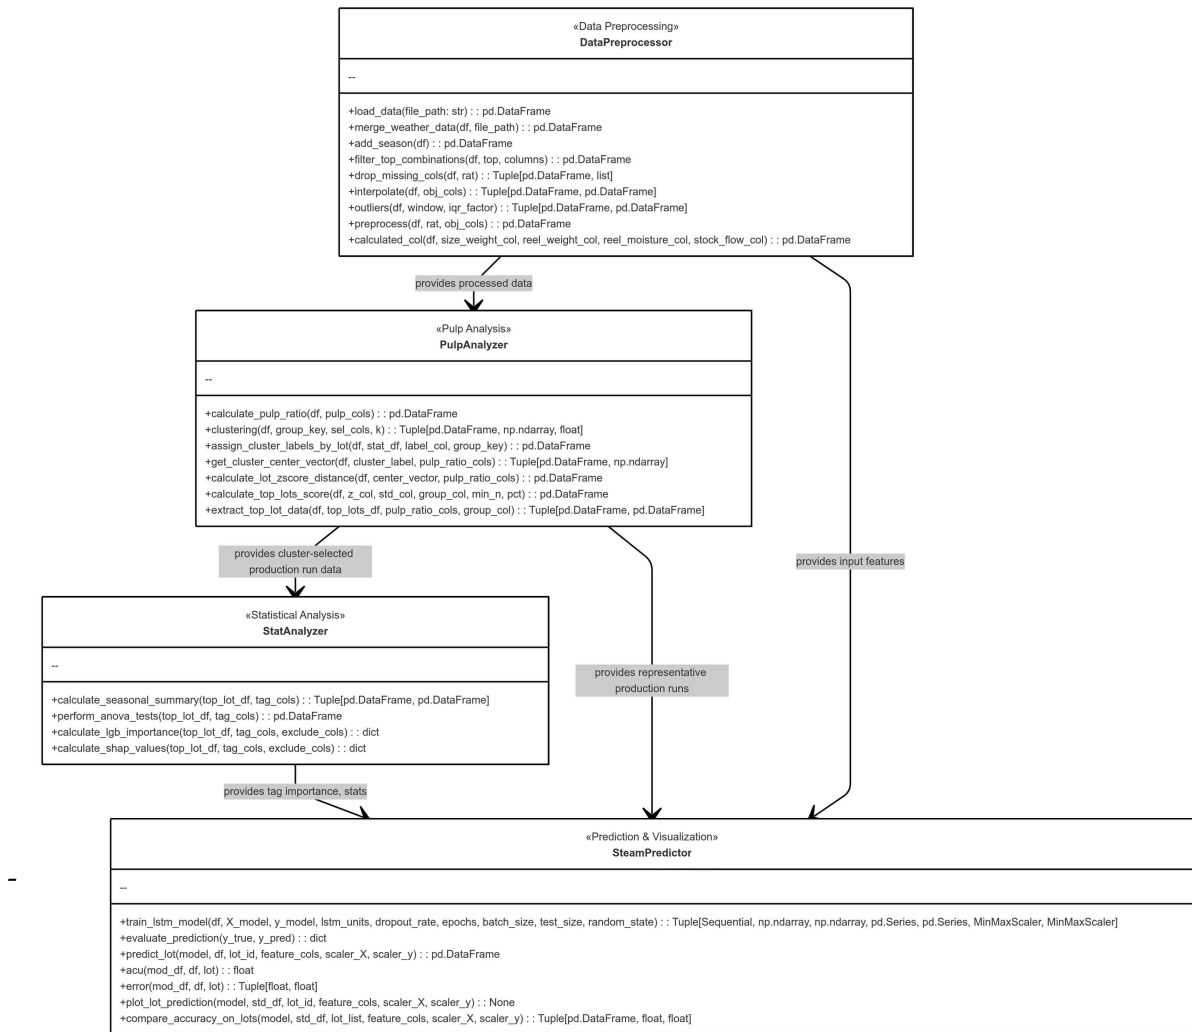 «Data Preprocessing»
DataPreprocessor
--
+load_data(file_path: str) : : pd.DataFrame
+merge_weather_data(df, file_path) : : pd.DataFrame
+add_season(df) : : pd.DataFrame
+filter_top_combinations(df, top, columns) : : pd.DataFrame
+drop_missing_cols(df, rat) : : Tuple[pd.DataFrame, list]
+interpolate(df, obj_cols) : : Tuple[pd.DataFrame, pd.DataFrame]
+outliers(df, window, iqr_factor) : : Tuple[pd.DataFrame, pd.DataFrame]
+preprocess(df, rat, obj_cols) : : pd.DataFrame
+calculated_col(df, size_weight_col, reel_weight_col, reel_moisture_col, stock_flow_col) : : pd.DataFrame
provides processed data
«Pulp Analysis»
PulpAnalyzer
--
+calculate_pulp_ratio(df, pulp_cols) : : pd.DataFrame
+clustering(df, group_key, sel_cols, k) : : Tuple[pd.DataFrame, np.ndarray, float]
+assign_cluster_labels_by_lot(df, stat_df, label_col, group_key) : : pd.DataFrame
+get_cluster_center_vector(df, cluster_label, pulp_ratio_cols) : : Tuple[pd.DataFrame, np.ndarray]
+calculate_lot_zscore_distance(df, center_vector, pulp_ratio_cols) : : pd.DataFrame
+calculate_top_lots_score(df, z_col, std_col, group_col, min_n, pct) : : pd.DataFrame
+extract_top_lot_data(df, top_lots_df, pulp_ratio_cols, group_col) : : Tuple[pd.DataFrame, pd.DataFrame]
provides cluster-selected
production run data
provides input features
«Statistical Analysis»
StatAnalyzer
--
+calculate_seasonal_summary(top_lot_df, tag_cols) : : Tuple[pd.DataFrame, pd.DataFrame]
+perform_anova_tests(top_lot_df, tag_cols) : : pd.DataFrame
+calculate_lgb_importance(top_lot_df, tag_cols, exclude_cols) : : dict
+calculate_shap_values(top_lot_df, tag_cols, exclude_cols) : : dict
provides representative
production runs
provides tag importance, stats
«Prediction & Visualization»
SteamPredictor
-
--
+train_lstm_model(df, X_model, y_model, lstm_units, dropout_rate, epochs, batch_size, test_size, random_state) : : Tuple[Sequential, np.ndarray, np.ndarray, pd.Series, pd.Series, MinMaxScaler, MinMaxScaler]
+evaluate_prediction(y_true, y_pred) : : dict
+predict_lot(model, df, lot_id, feature_cols, scaler_X, scaler_y) : : pd.DataFrame
+acu(mod_df, df, lot) : : float
+error(mod_df, df, lot) : : Tuple[float, float]
+plot_lot_prediction(model, std_df, lot_id, feature_cols, scaler_X, scaler_y) : : None
+compare_accuracy_on_lots(model, std_df, lot_list, feature_cols, scaler_X, scaler_y) : : Tuple[pd.DataFrame, float, float]